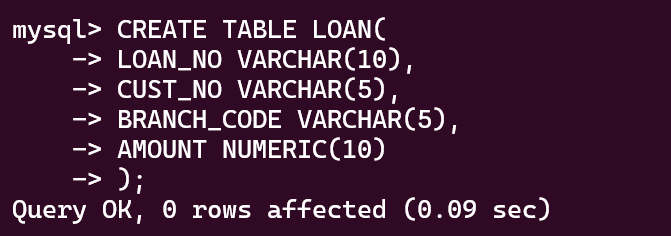 mysql> CREATE TABLE LOAN(
    -> LOAN_NO VARCHAR(10),
    -> CUST_NO VARCHAR(5),
    -> BRANCH_CODE VARCHAR(5),
    -> AMOUNT NUMERIC(10)
    -> );
Query OK, 0 rows affected (0.09 sec)